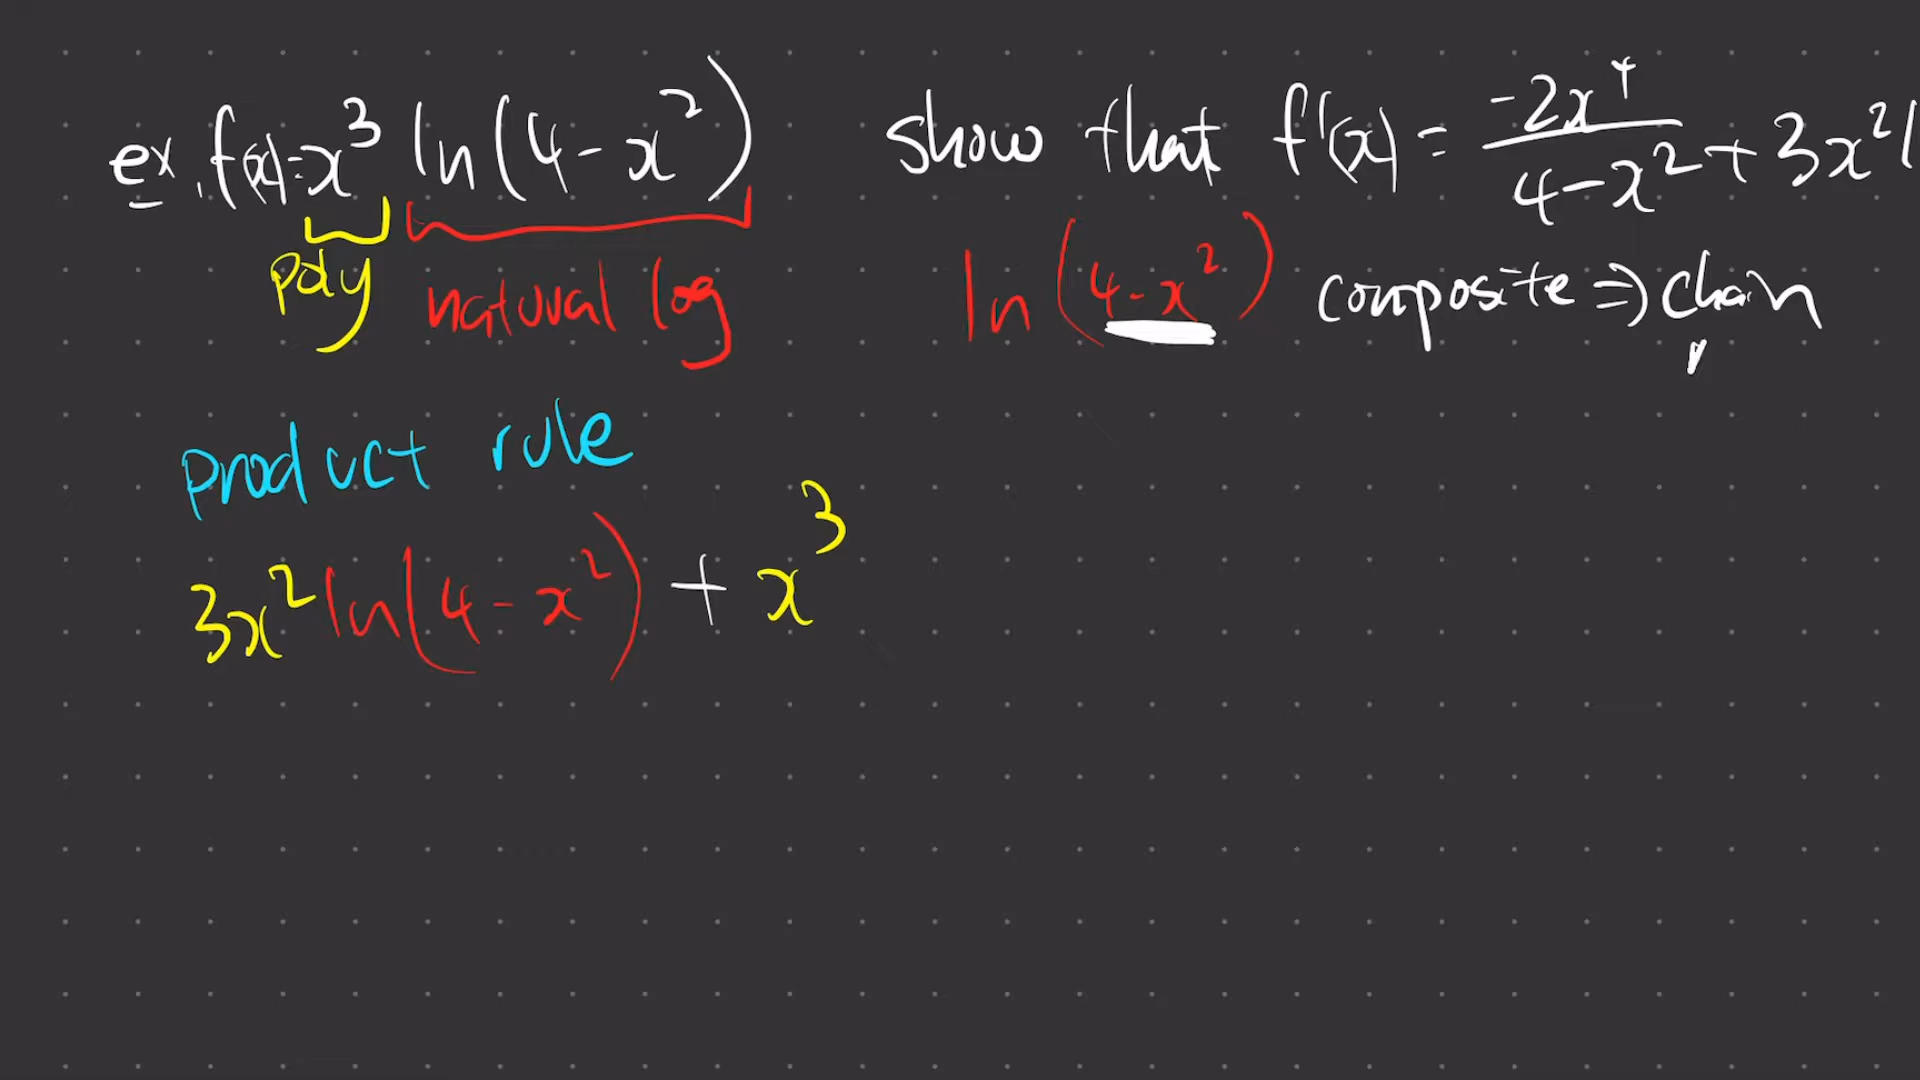 ex. f(x)=x³ ln(4-x²) show that f'(x) = -2x⁴/4-x² + 3x² l
poly natural log ln(4-x²) composite ⇒ chain
product rule
3x² ln(4-x²) + x³